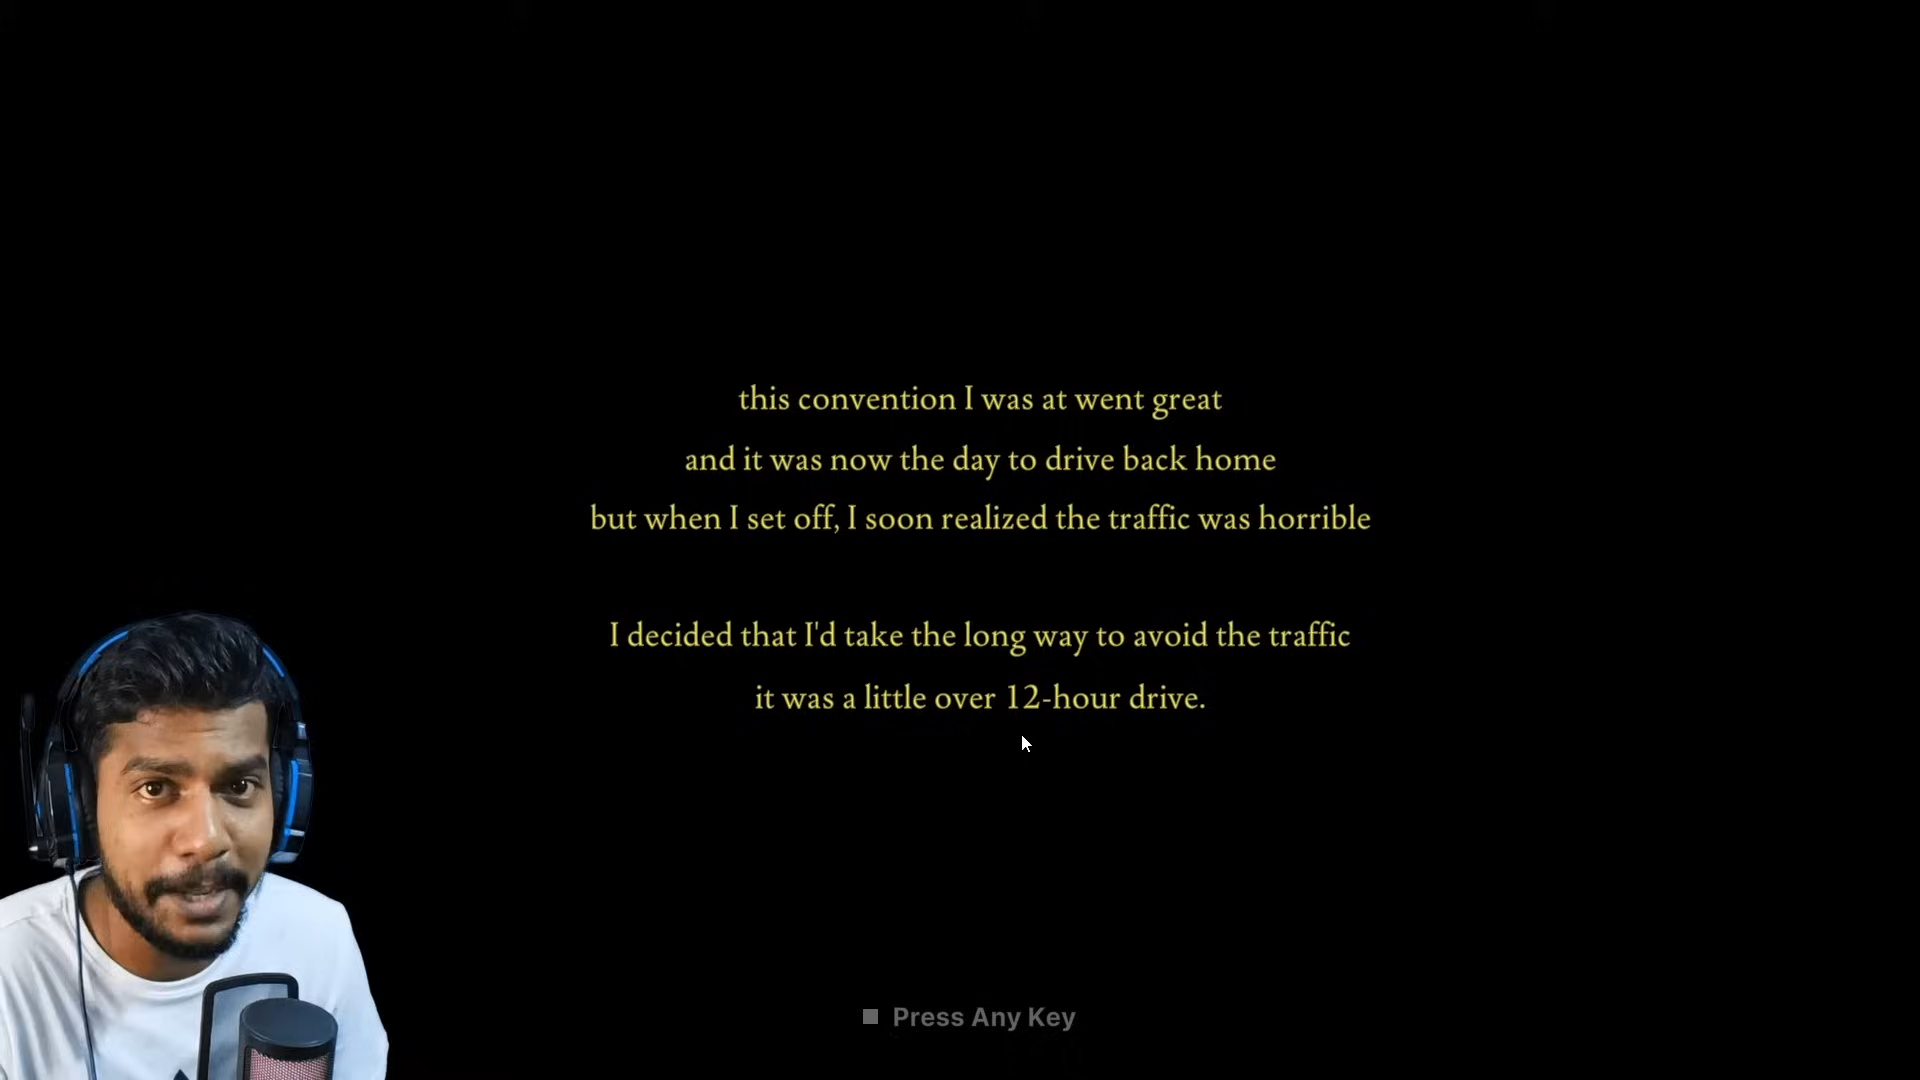 this convention I was at went great
and it was now the day to drive back home
but when I set off, I soon realized the traffic was horrible
I decided that I'd take the long way to avoid the traffic
it was a little over 12-hour drive.
Press Any Key